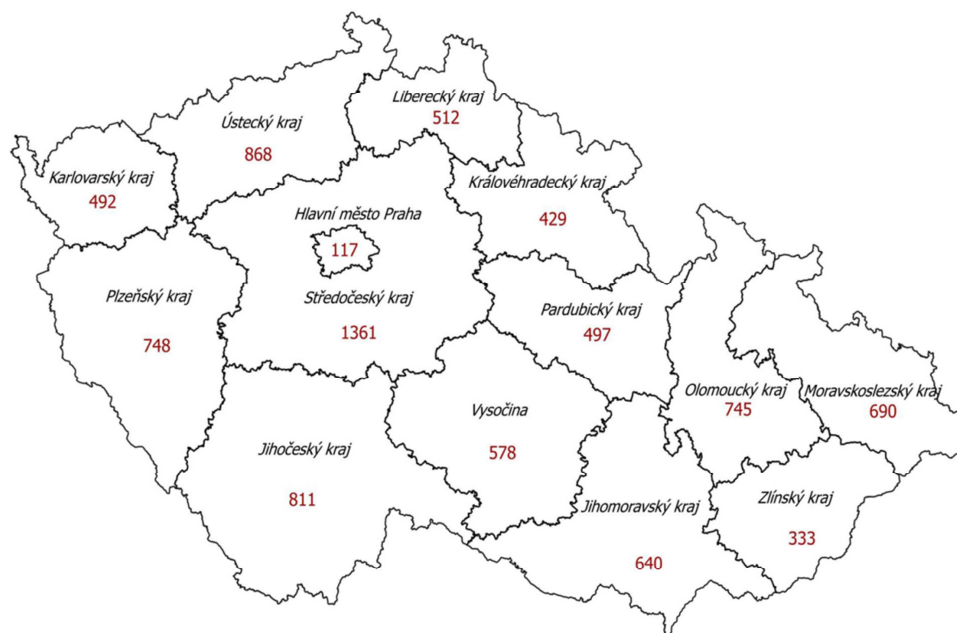 Liberecký kraj
512
Ústecký kraj
868
Karlovarský kraj
492
Královéhradecký kraj
429
Hlavní město Praha
117
Plzeňský kraj
748
Středočeský kraj
1361
Pardubický kraj
497
Olomoucký kraj
745
Moravskoslezský kraj
690
Vysočina
578
Jihočeský kraj
811
Jihomoravský kraj
640
Zlínský kraj
333